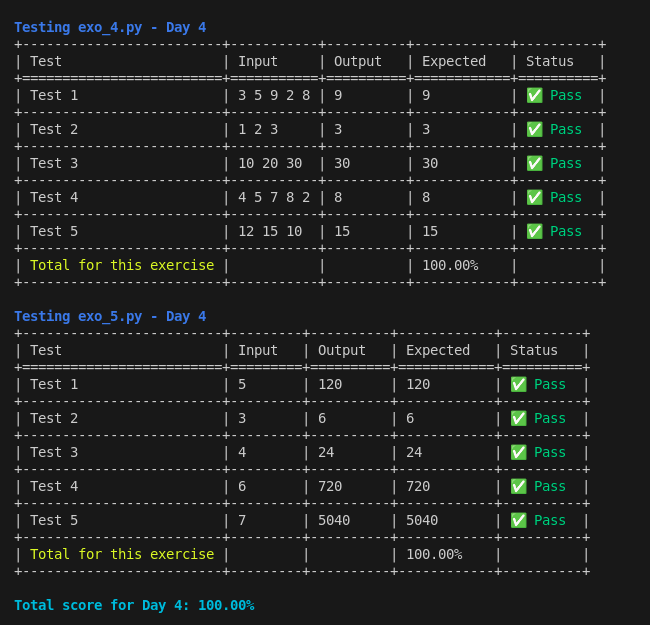 Testing exo_4.py - Day 4
+-------------------------+-----------+----------+------------+----------+
| Test                    | Input     | Output   | Expected   | Status   |
+=========================+===========+==========+============+==========+
| Test 1                  | 3 5 9 2 8 | 9        | 9          | ✅ Pass  |
+-------------------------+-----------+----------+------------+----------+
| Test 2                  | 1 2 3     | 3        | 3          | ✅ Pass  |
+-------------------------+-----------+----------+------------+----------+
| Test 3                  | 10 20 30  | 30       | 30         | ✅ Pass  |
+-------------------------+-----------+----------+------------+----------+
| Test 4                  | 4 5 7 8 2 | 8        | 8          | ✅ Pass  |
+-------------------------+-----------+----------+------------+----------+
| Test 5                  | 12 15 10  | 15       | 15         | ✅ Pass  |
+-------------------------+-----------+----------+------------+----------+
| Total for this exercise |           |          | 100.00%    |          |
+-------------------------+-----------+----------+------------+----------+
Testing exo_5.py - Day 4
+-------------------------+---------+----------+------------+----------+
| Test                    | Input   | Output   | Expected   | Status   |
+=========================+=========+==========+============+==========+
| Test 1                  | 5       | 120      | 120        | ✅ Pass  |
+-------------------------+---------+----------+------------+----------+
| Test 2                  | 3       | 6        | 6          | ✅ Pass  |
+-------------------------+---------+----------+------------+----------+
| Test 3                  | 4       | 24       | 24         | ✅ Pass  |
+-------------------------+---------+----------+------------+----------+
| Test 4                  | 6       | 720      | 720        | ✅ Pass  |
+-------------------------+---------+----------+------------+----------+
| Test 5                  | 7       | 5040     | 5040       | ✅ Pass  |
+-------------------------+---------+----------+------------+----------+
| Total for this exercise |         |          | 100.00%    |          |
+-------------------------+---------+----------+------------+----------+
Total score for Day 4: 100.00%